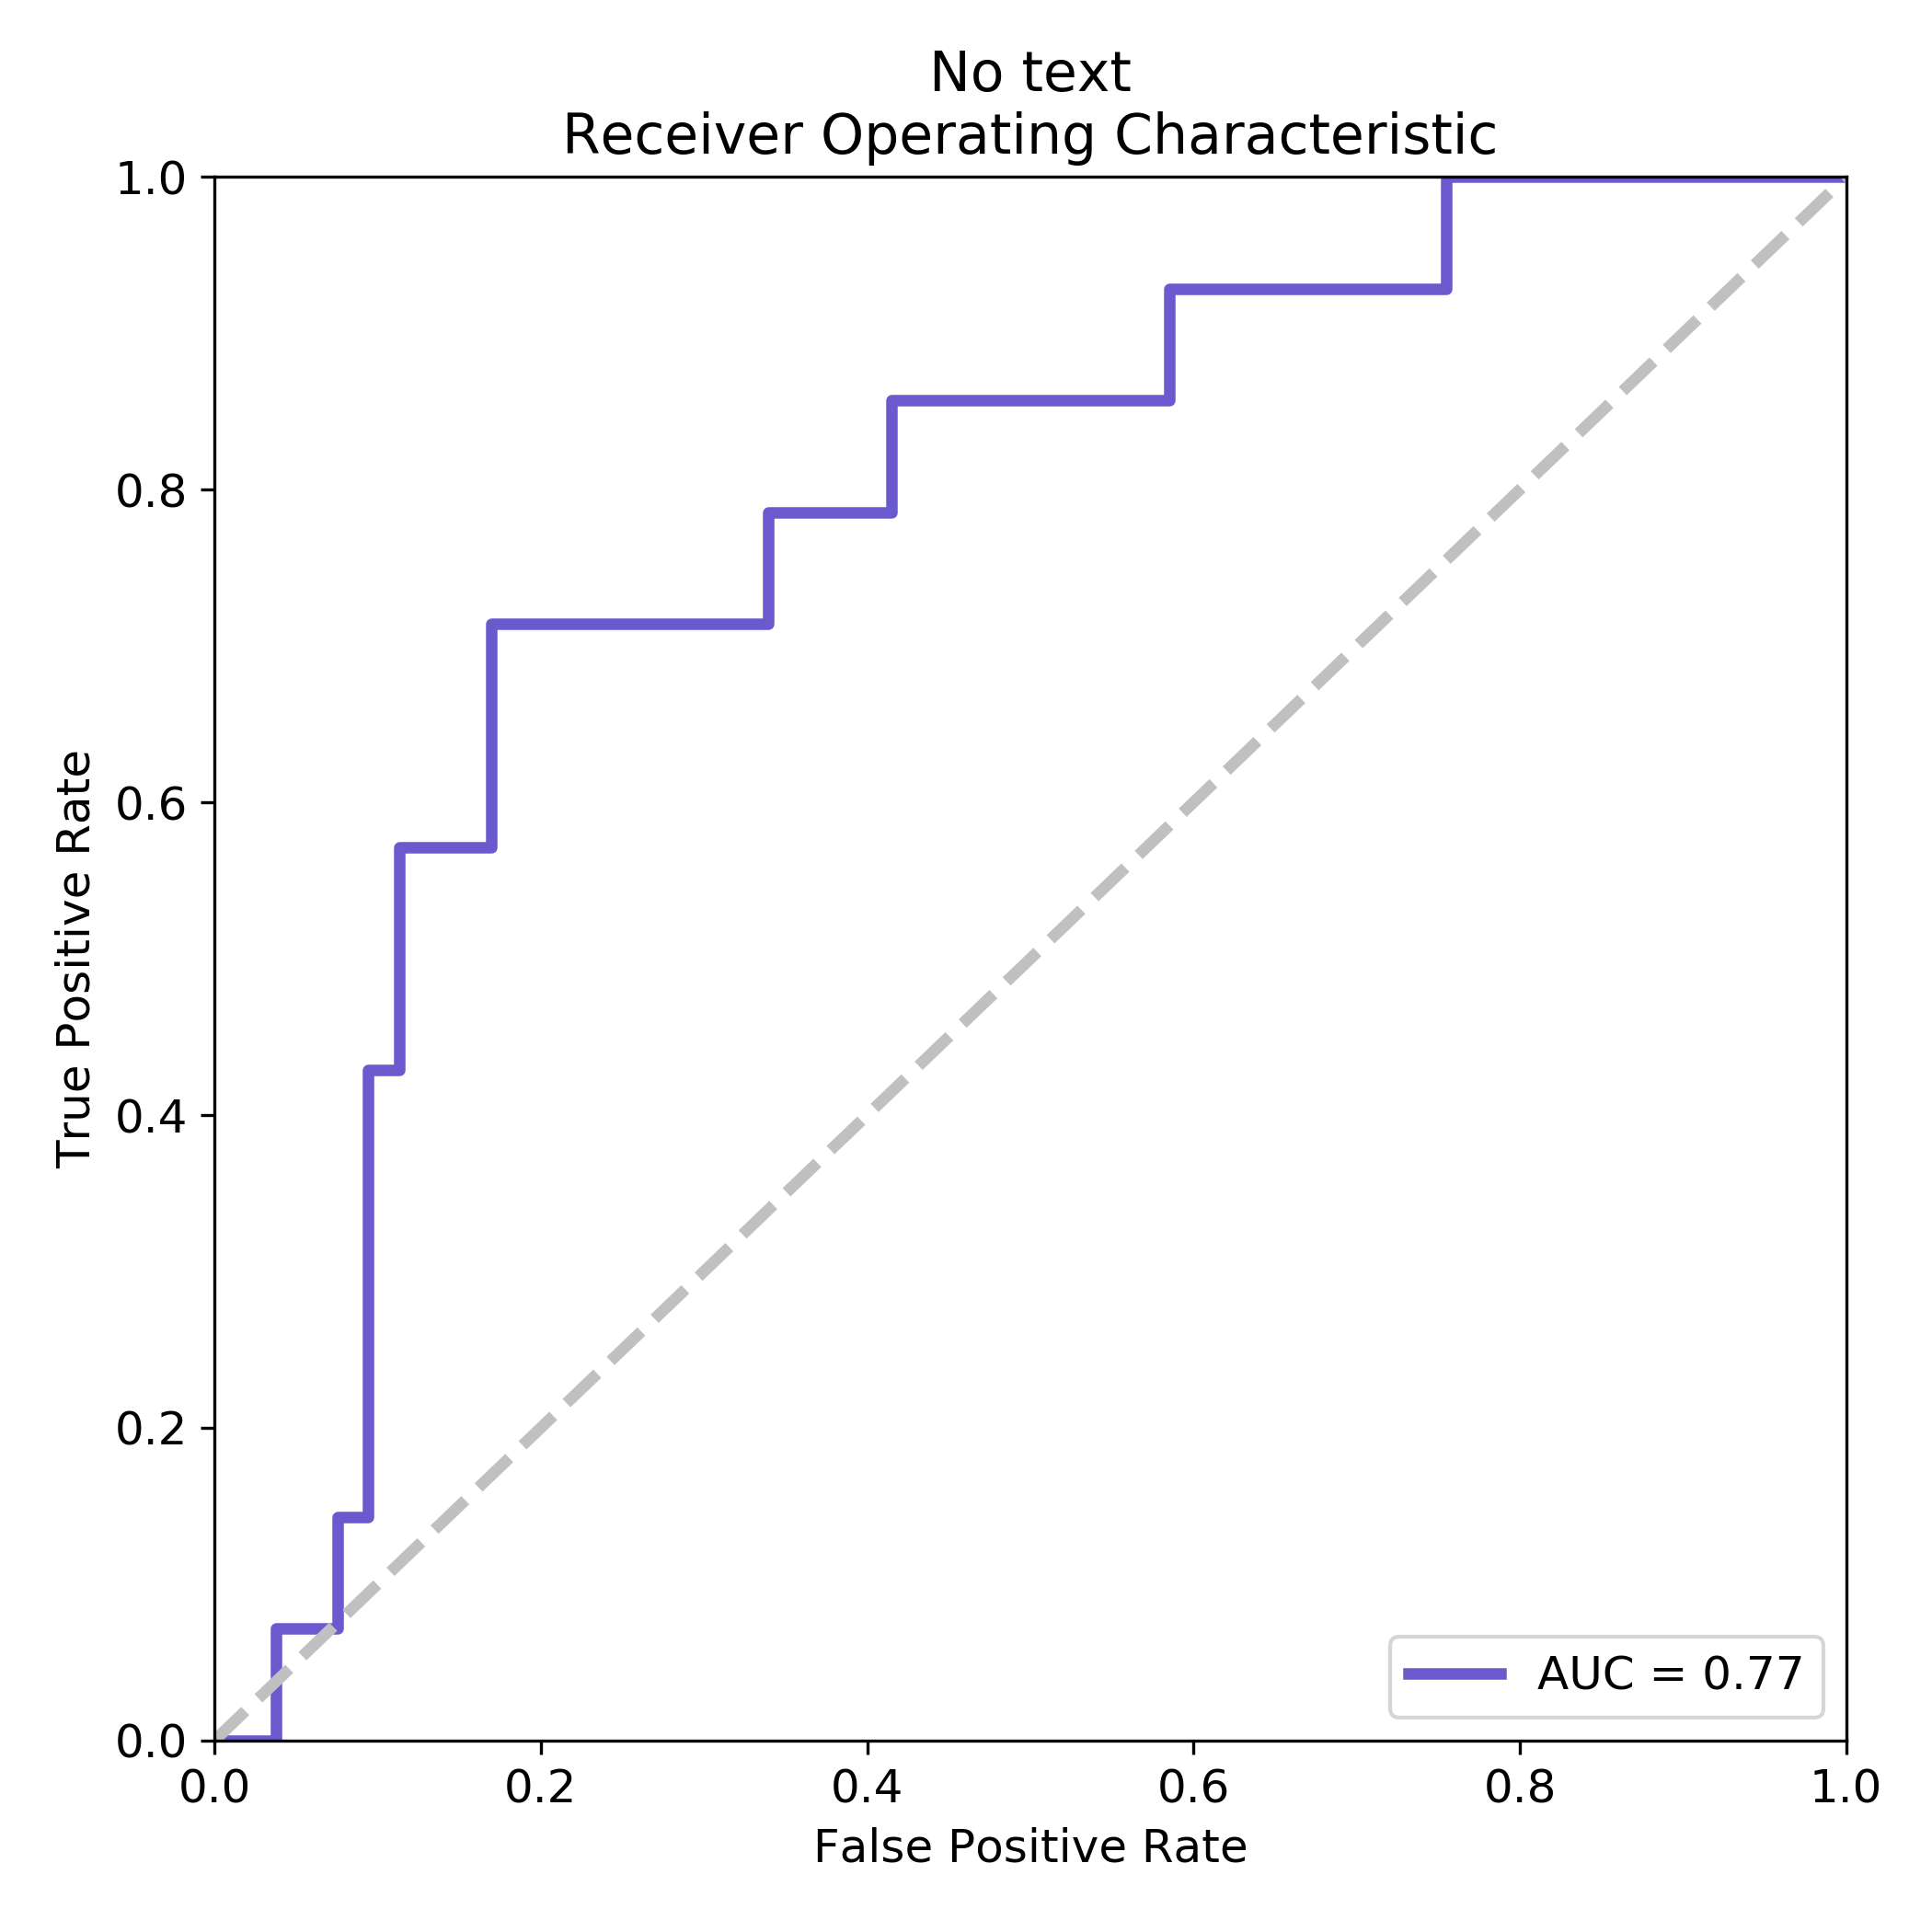 No text
Receiver Operating Characteristic
1.0
0.8
0.6
0.4
0.2
0.0
True Positive Rate
AUC = 0.77
0.0 0.2 0.4 0.6 0.8 1.0
False Positive Rate